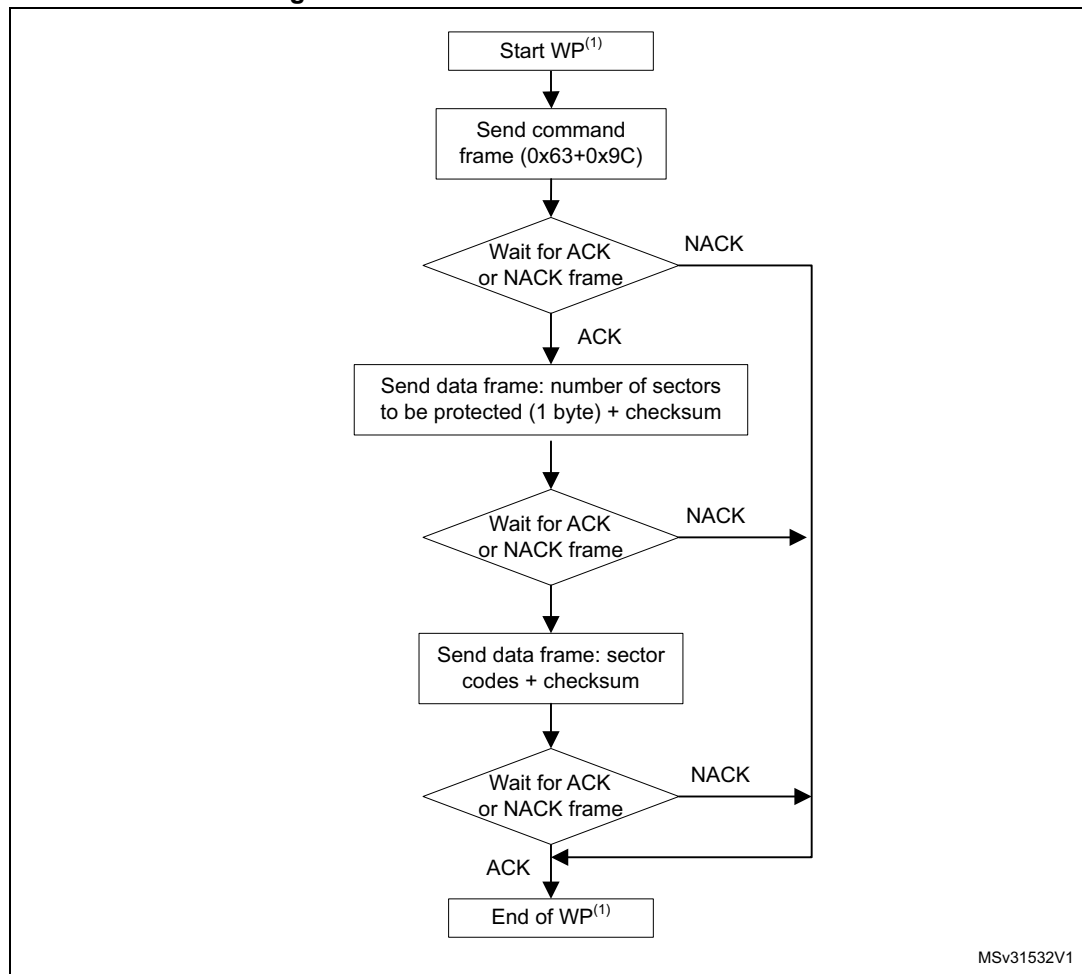 Start WP(1)
Send command
frame (0x63+0x9C)
Wait for ACK
or NACK frame
NACK
ACK
Send data frame: number of sectors
to be protected (1 byte) + checksum
Wait for ACK
or NACK frame
NACK
Send data frame: sector
codes + checksum
Wait for ACK
or NACK frame
NACK
ACK
End of WP(1)
MSv31532V1